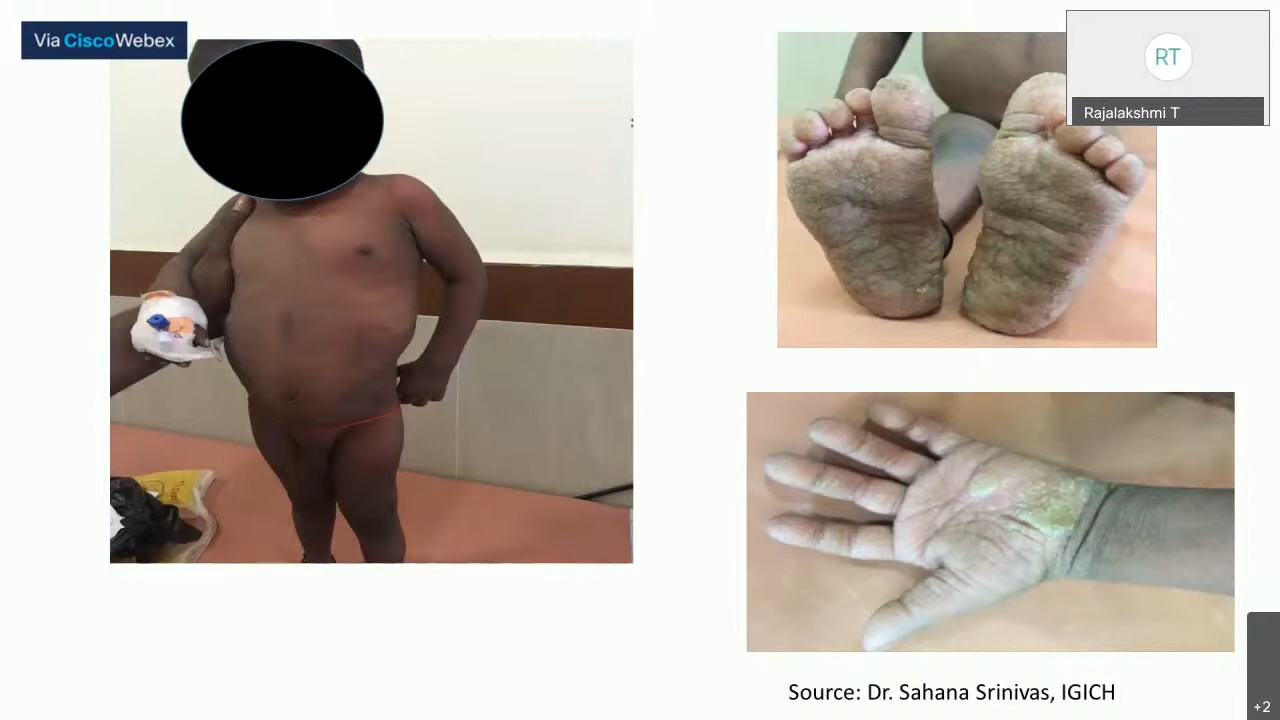 Via CiscoWebex
RT
Rajalakshmi T
Source: Dr. Sahana Srinivas, IGICH
+2